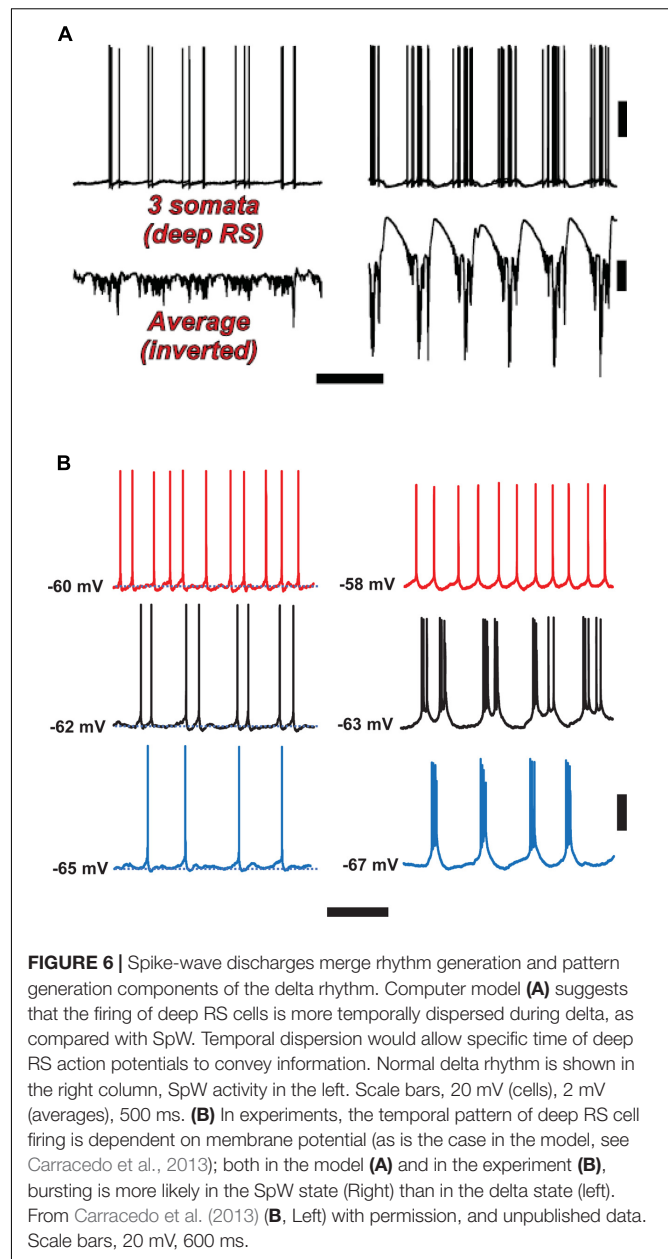 A
3 somata
(deep RS)
Average
(inverted)
B
-60 mV
-58 mV
-62 mV
-63 mV
-65 mV
-67 mV
FIGURE 6 | Spike-wave discharges merge rhythm generation and pattern
generation components of the delta rhythm. Computer model (A) suggests
that the firing of deep RS cells is more temporally dispersed during delta, as
compared with SpW. Temporal dispersion would allow specific time of deep
RS action potentials to convey information. Normal delta rhythm is shown in
the right column, SpW activity in the left. Scale bars, 20 mV (cells), 2 mV
(averages), 500 ms. (B) In experiments, the temporal pattern of deep RS cell
firing is dependent on membrane potential (as is the case in the model, see
Carracedo et al., 2013); both in the model (A) and in the experiment (B),
bursting is more likely in the SpW state (Right) than in the delta state (left).
From Carracedo et al. (2013) (B, Left) with permission, and unpublished data.
Scale bars, 20 mV, 600 ms.